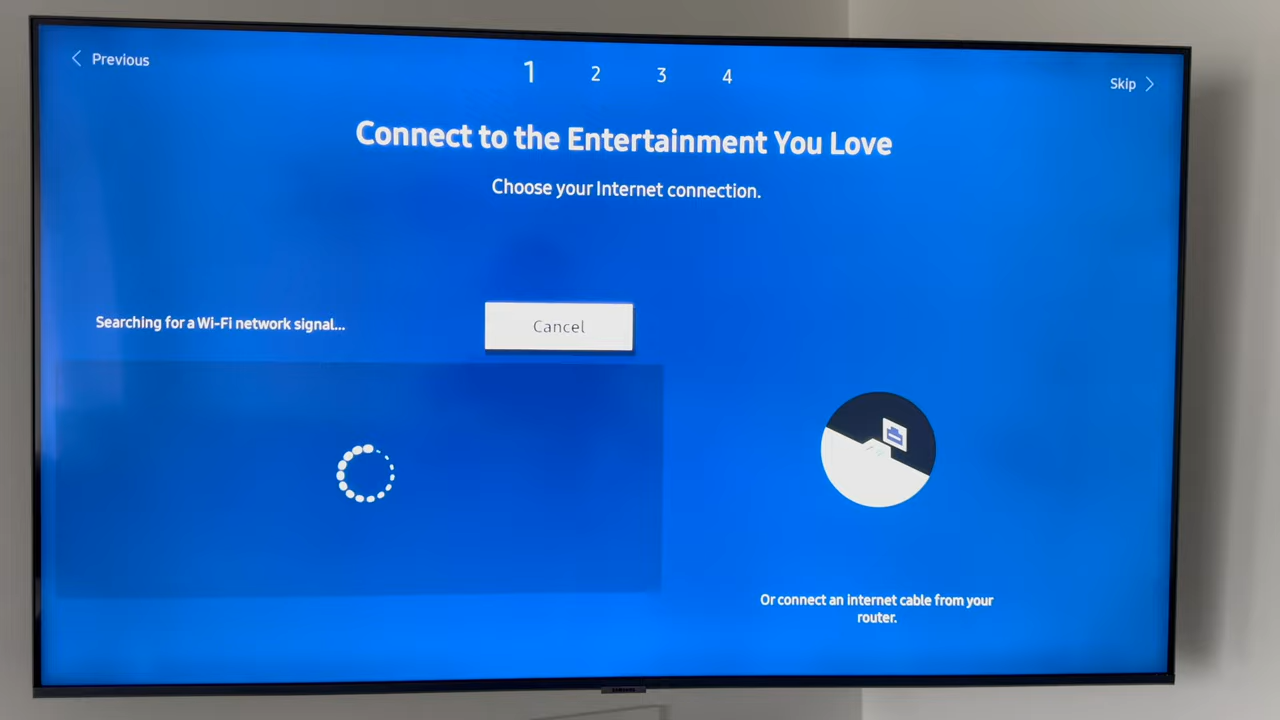 Previous
1 2 3 4
Skip
Connect to the Entertainment You Love
Choose your Internet connection.
Searching for a Wi-Fi network signal...
Cancel
Or connect an internet cable from your
router.
SAMSUNG